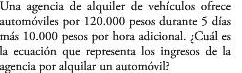 Una agencia de alquiler de vehículos ofrece
automóviles por 120.000 pesos durante 5 días
más 10.000 pesos por hora adicional. ¿Cuál es
la ecuación que representa los ingresos de la
agencia por alquilar un automóvil?